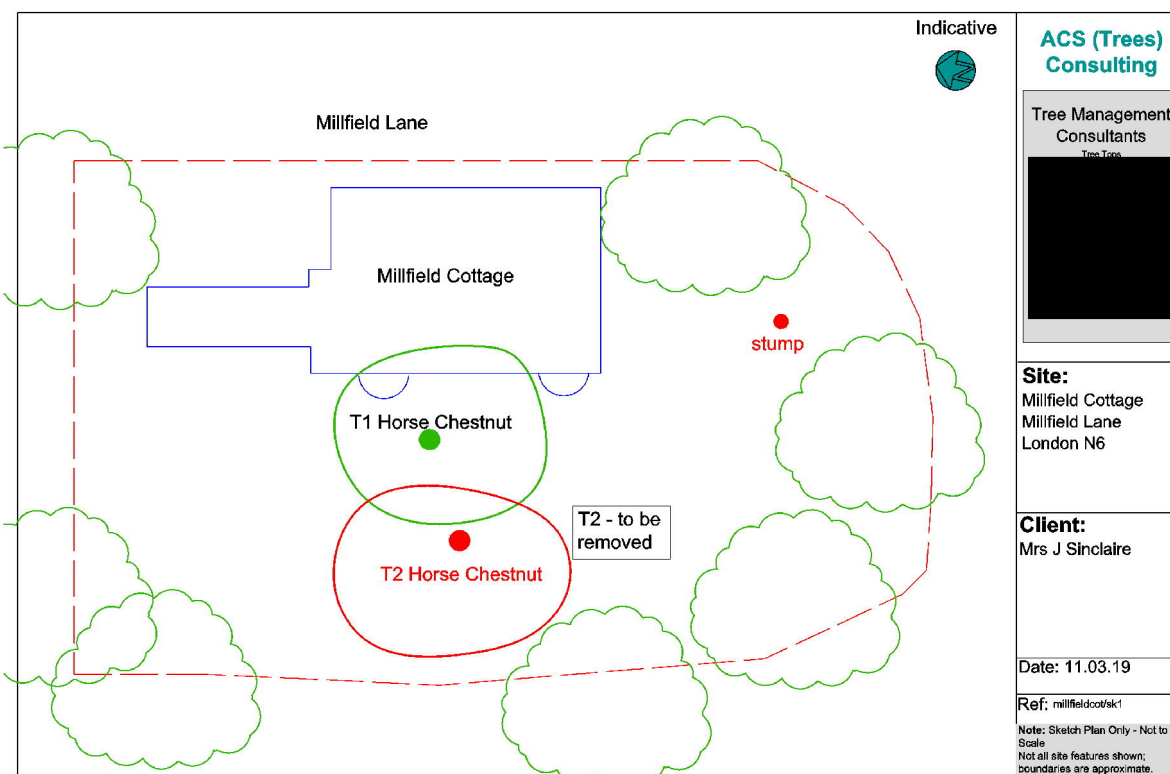 Indicative
N
Millfield Lane
Millfield Cottage
stump
T1 Horse Chestnut
T2 - to be
removed
T2 Horse Chestnut
ACS (Trees)
Consulting
Tree Management
Consultants
Tree Tops
Site:
Millfield Cottage
Millfield Lane
London N6
Client:
Mrs J Sinclaire
Date: 11.03.19
Ref: millfieldcot/sk1
Note: Sketch Plan Only - Not to
Scale
Not all site features shown;
boundaries are approximate.